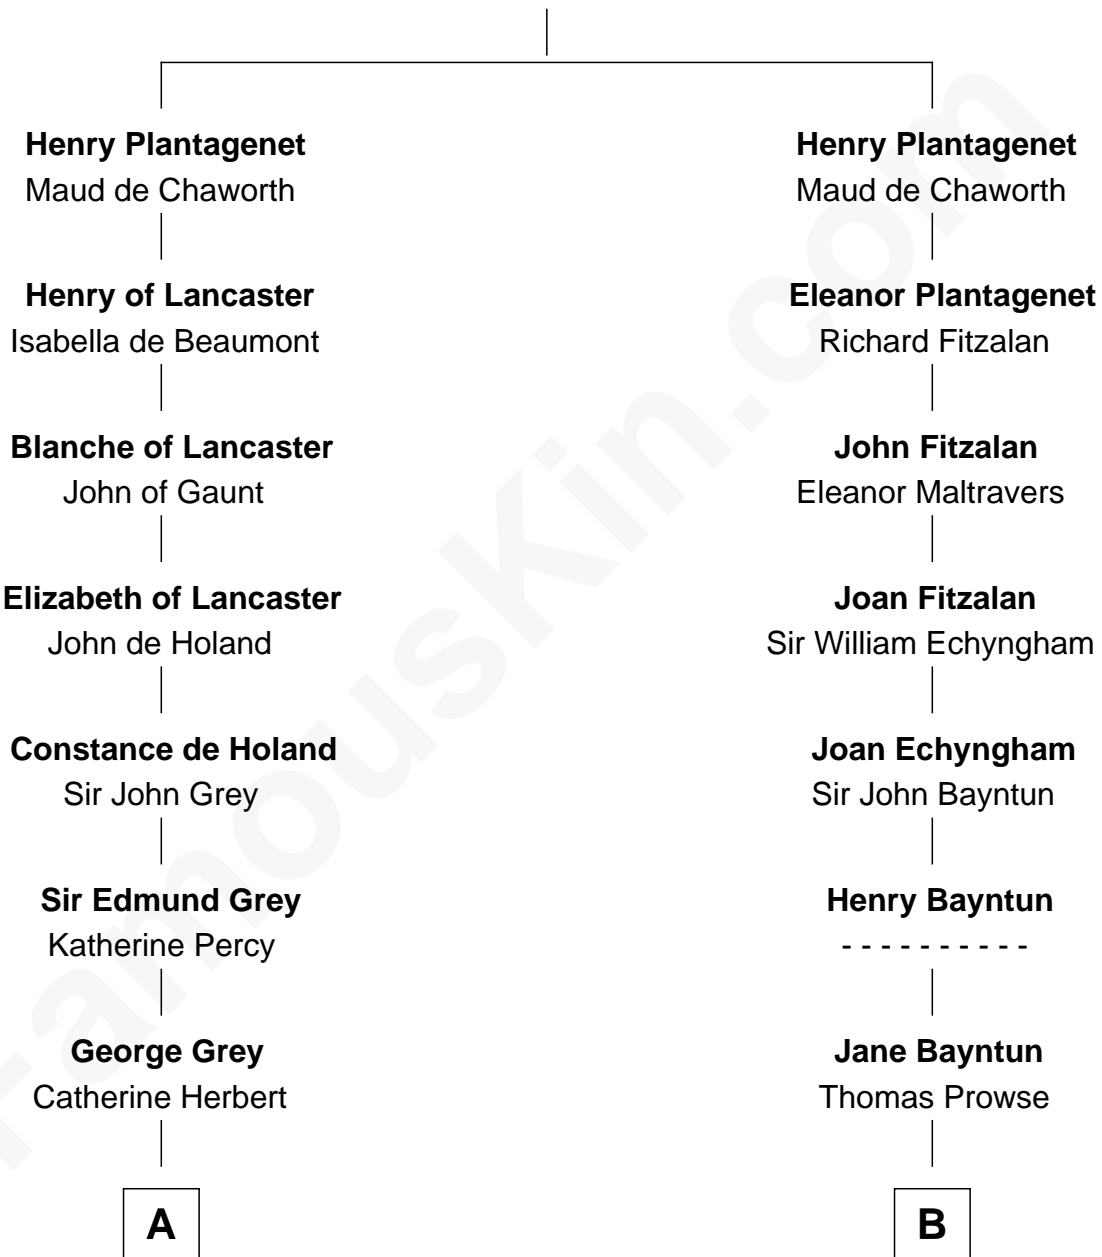 Henry Plantagenet
Maud de Chaworth
Henry of Lancaster
Isabella de Beaumont
Blanche of Lancaster
John of Gaunt
Elizabeth of Lancaster
John de Holand
Constance de Holand
Sir John Grey
Sir Edmund Grey
Katherine Percy
George Grey
Catherine Herbert
A
Henry Plantagenet
Maud de Chaworth
Eleanor Plantagenet
Richard Fitzalan
John Fitzalan
Eleanor Maltravers
Joan Fitzalan
Sir William Echyngham
Joan Echyngham
Sir John Bayntun
Henry Bayntun
- - - - - - - - - -
Jane Bayntun
Thomas Prowse
B
FamousKin.com